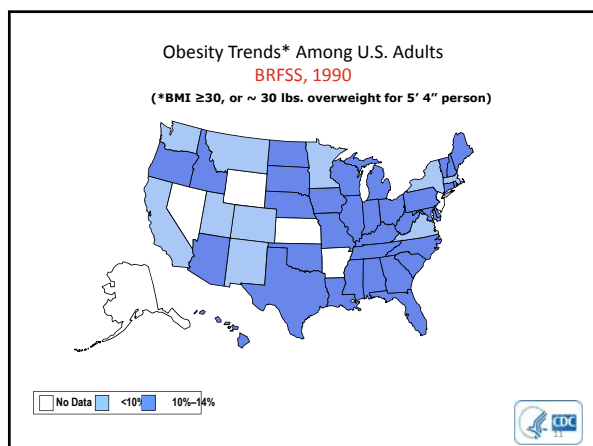 Obesity Trends* Among U.S. Adults
BRFSS, 1990
(*BMI ≥30, or ~ 30 lbs. overweight for 5’ 4” person)
No Data <10% 10%–14%
CDC
11